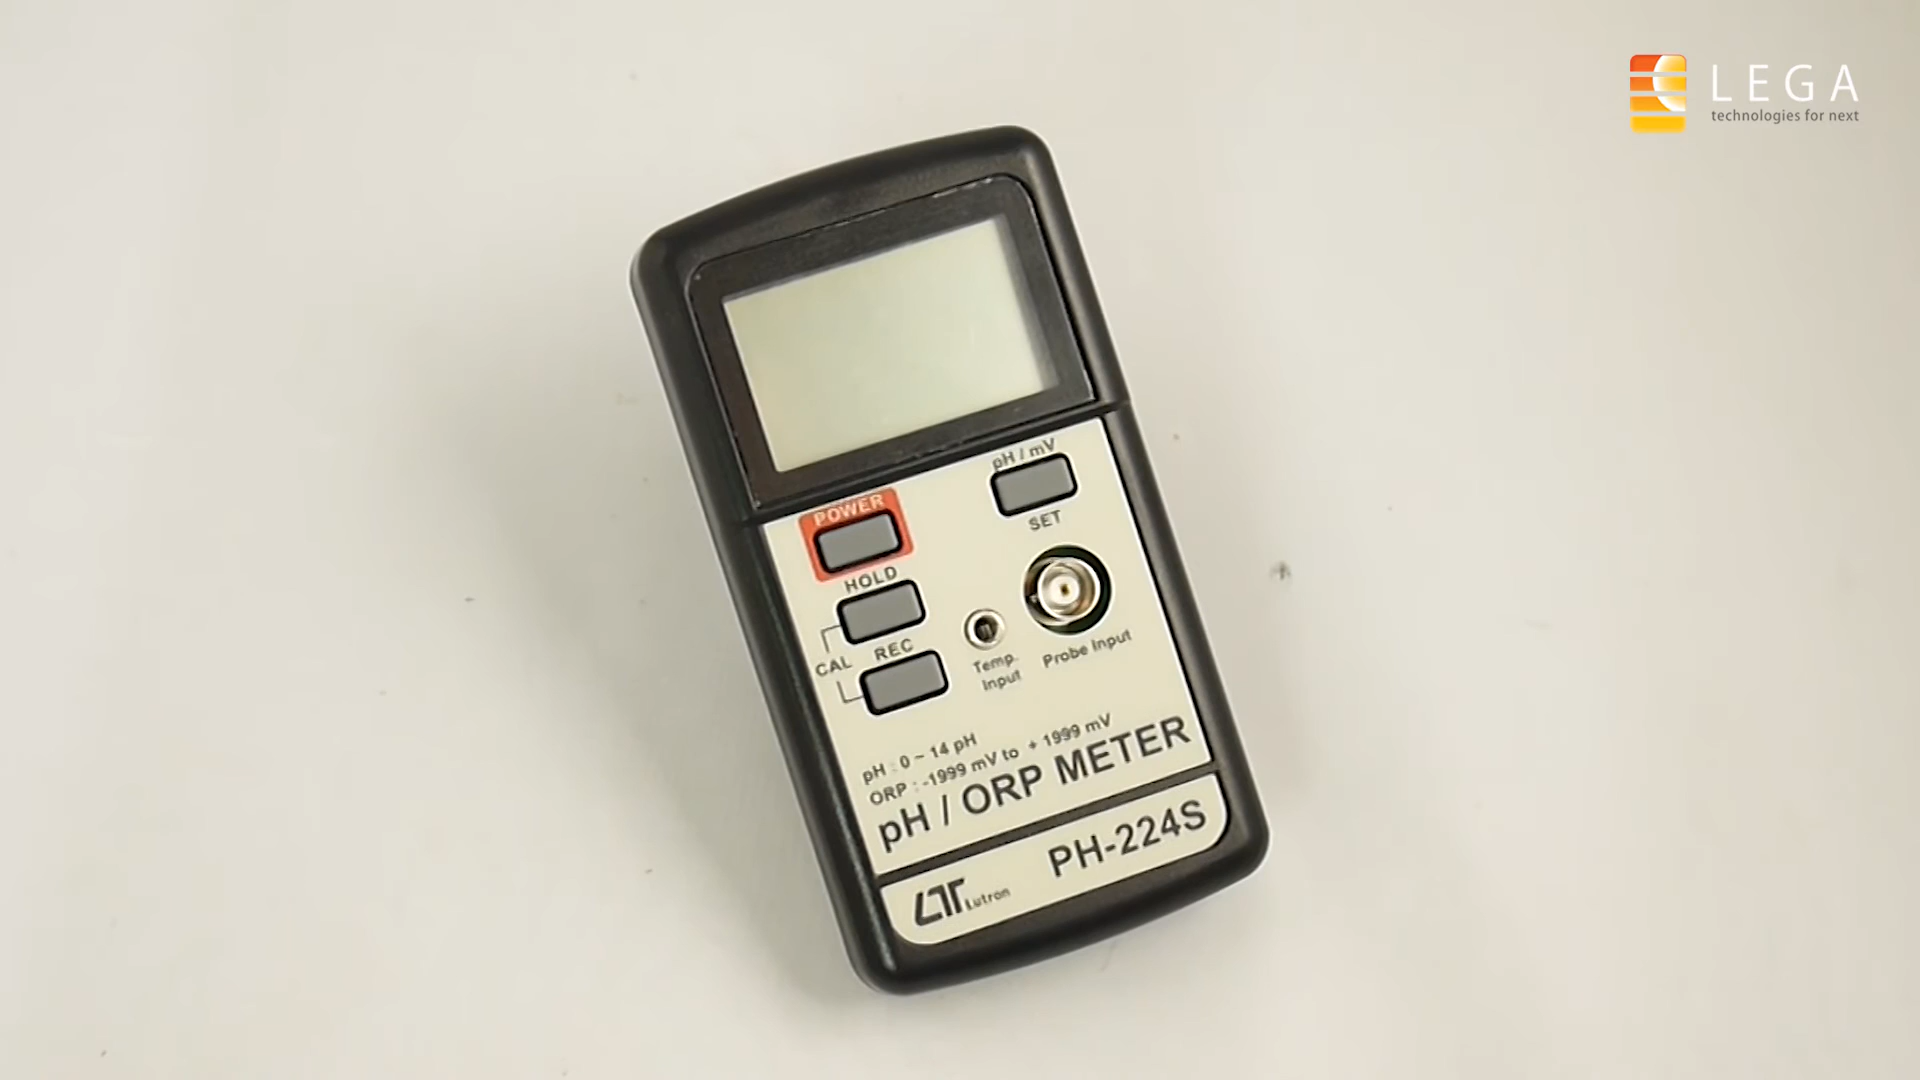 LEGA
technologies for next
pH / mV
POWER
SET
HOLD
CAL
REC
Temp.
Input
Probe Input
pH : 0 ~ 14 pH
ORP : -1999 mV to + 1999 mV
pH / ORP METER
PH-224S
Lutron